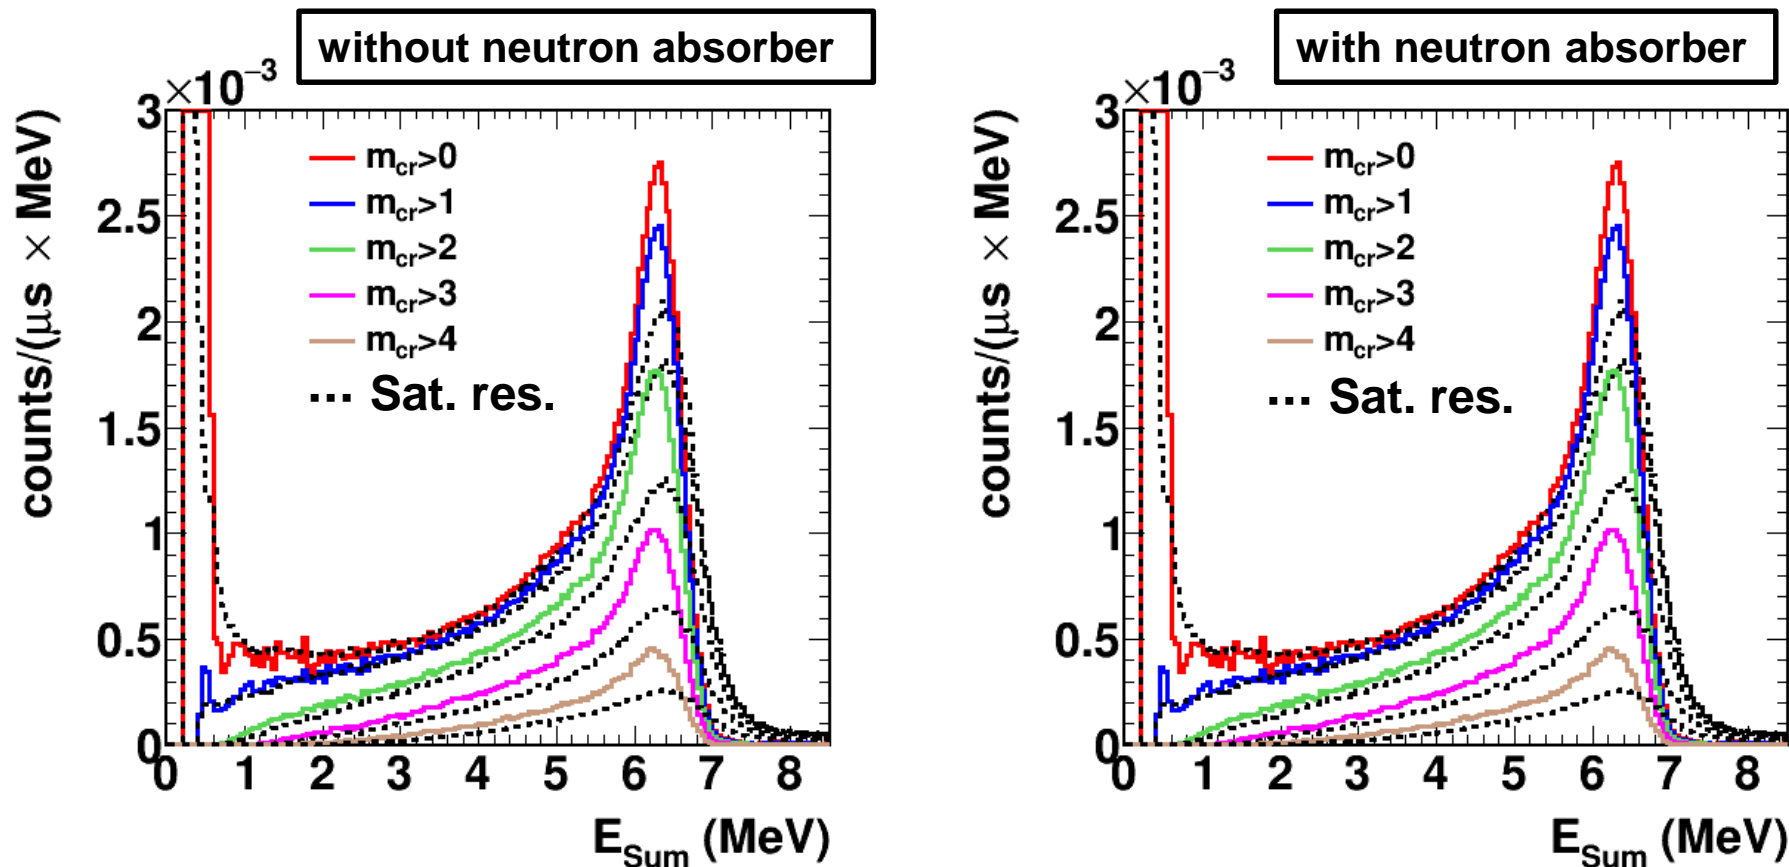 without neutron absorber
×10⁻³
counts/(μs × MeV)
3
2.5
2
1.5
1
0.5
0
m_cr>0
m_cr>1
m_cr>2
m_cr>3
m_cr>4
... Sat. res.
0 1 2 3 4 5 6 7 8
E_Sum (MeV)
with neutron absorber
×10⁻³
counts/(μs × MeV)
3
2.5
2
1.5
1
0.5
0
m_cr>0
m_cr>1
m_cr>2
m_cr>3
m_cr>4
... Sat. res.
0 1 2 3 4 5 6 7 8
E_Sum (MeV)